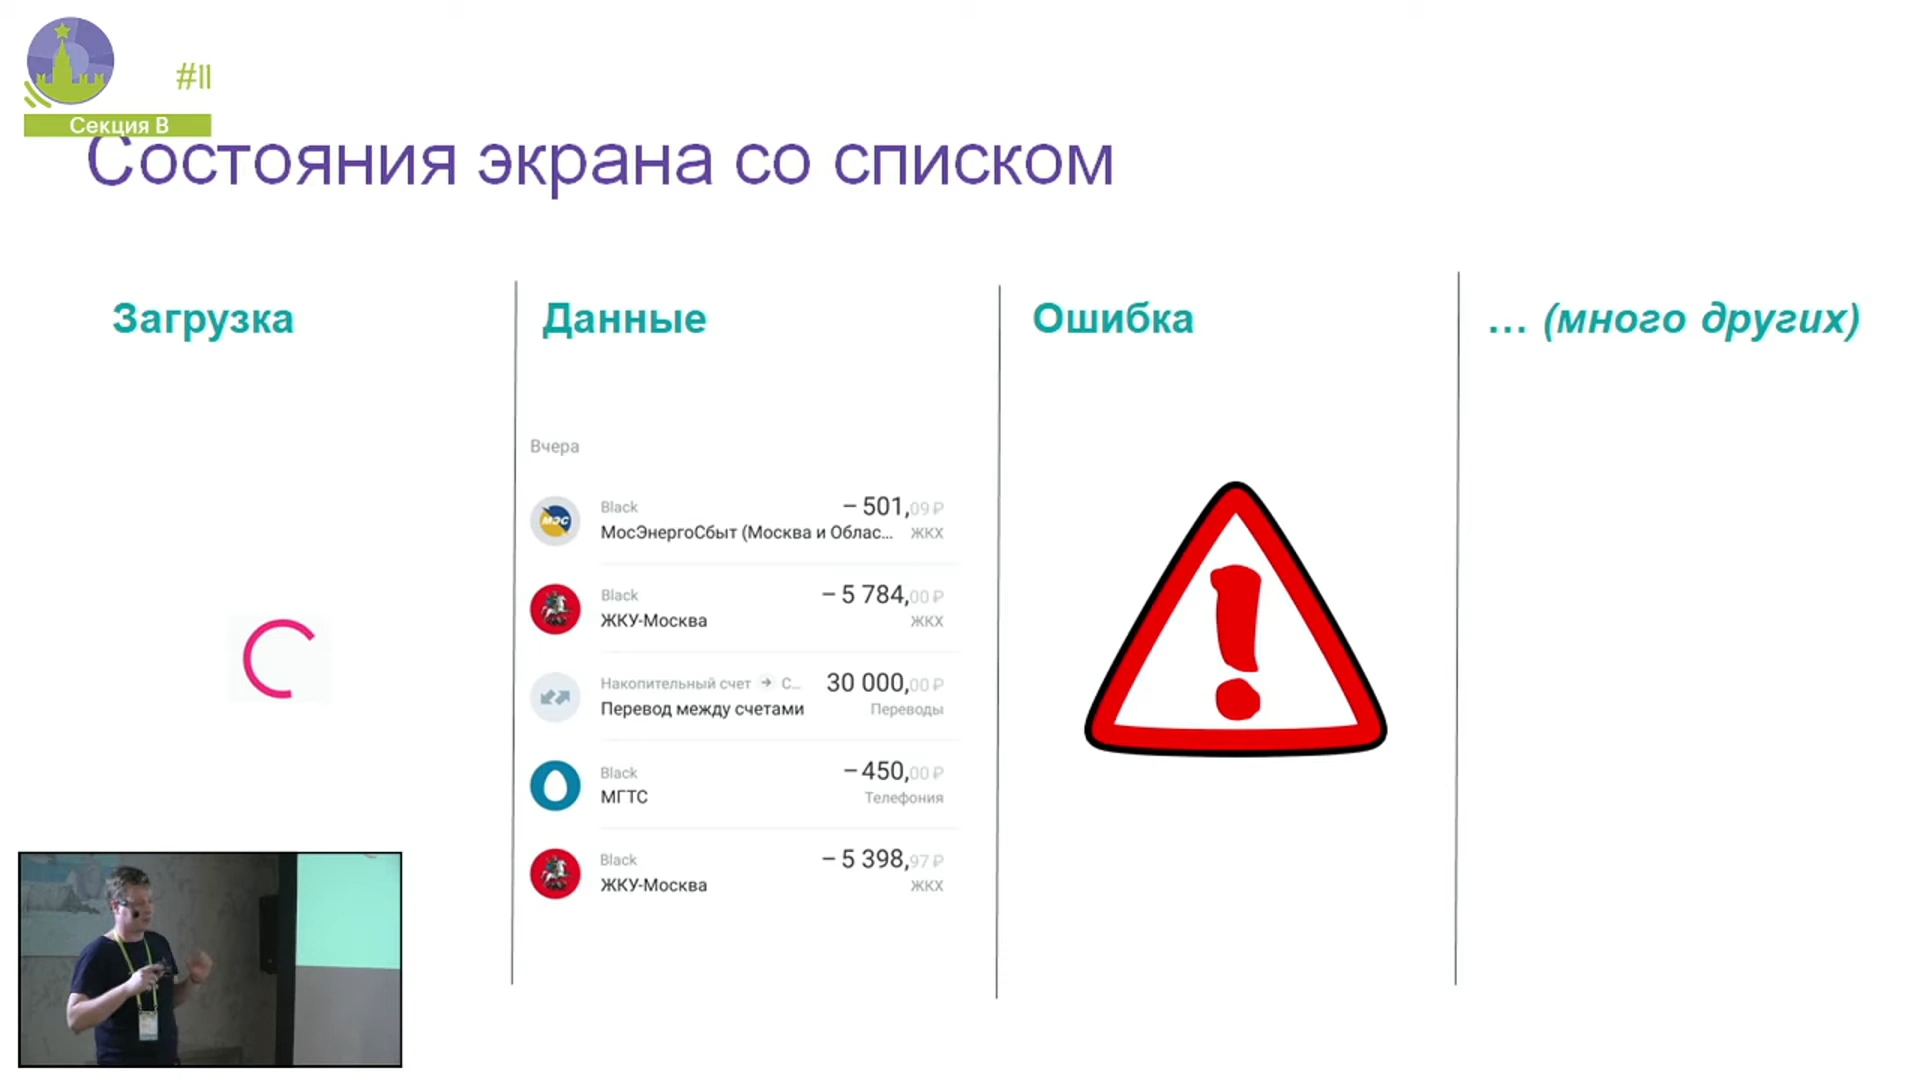 #11
Секция В
Состояния экрана со списком
Загрузка
Данные
Вчера
Black
– 501,09 ₽
МосЭнергоСбыт (Москва и Облас...
ЖКХ
Black
– 5 784,00 ₽
ЖКУ-Москва
ЖКХ
Накопительный счет → С...
30 000,00 ₽
Перевод между счетами
Переводы
Black
–450,00 ₽
МГТС
Телефония
Black
– 5 398,97 ₽
ЖКУ-Москва
ЖКХ
МЭС
Ошибка
... (много других)